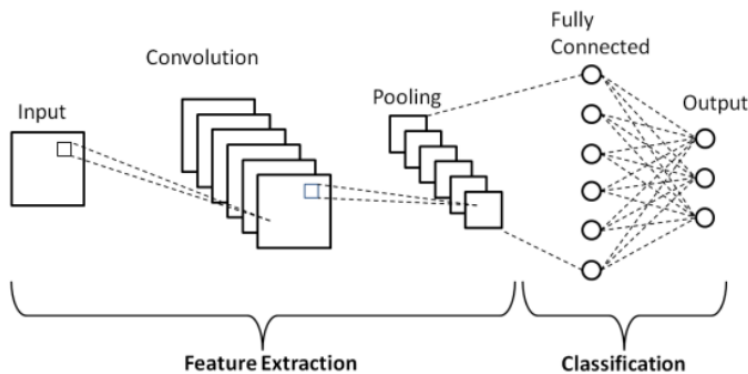 Fully
Connected
Convolution
Pooling
Output
Input
Feature Extraction
Classification